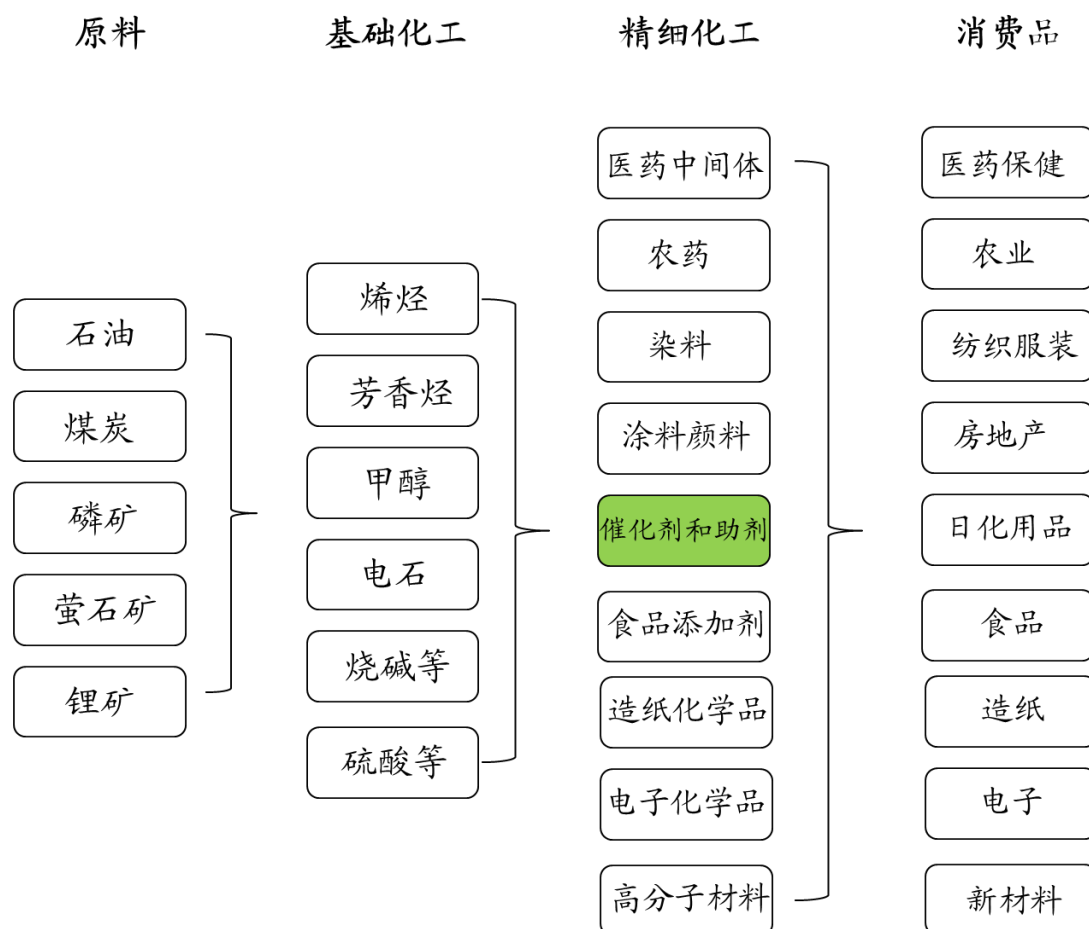 原料
基础化工
精细化工
消费品
石油
煤炭
磷矿
萤石矿
锂矿
烯烃
芳香烃
甲醇
电石
烧碱等
硫酸等
医药中间体
农药
染料
涂料颜料
催化剂和助剂
食品添加剂
造纸化学品
电子化学品
高分子材料
医药保健
农业
纺织服装
房地产
日化用品
食品
造纸
电子
新材料